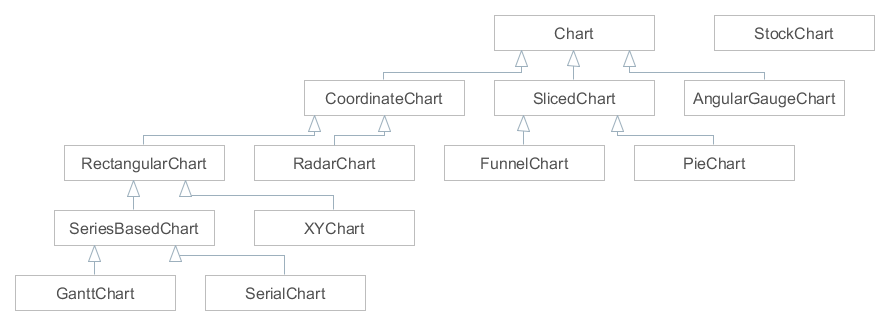 Chart
StockChart
CoordinateChart
SlicedChart
AngularGaugeChart
RectangularChart
RadarChart
FunnelChart
PieChart
SeriesBasedChart
XYChart
GanttChart
SerialChart